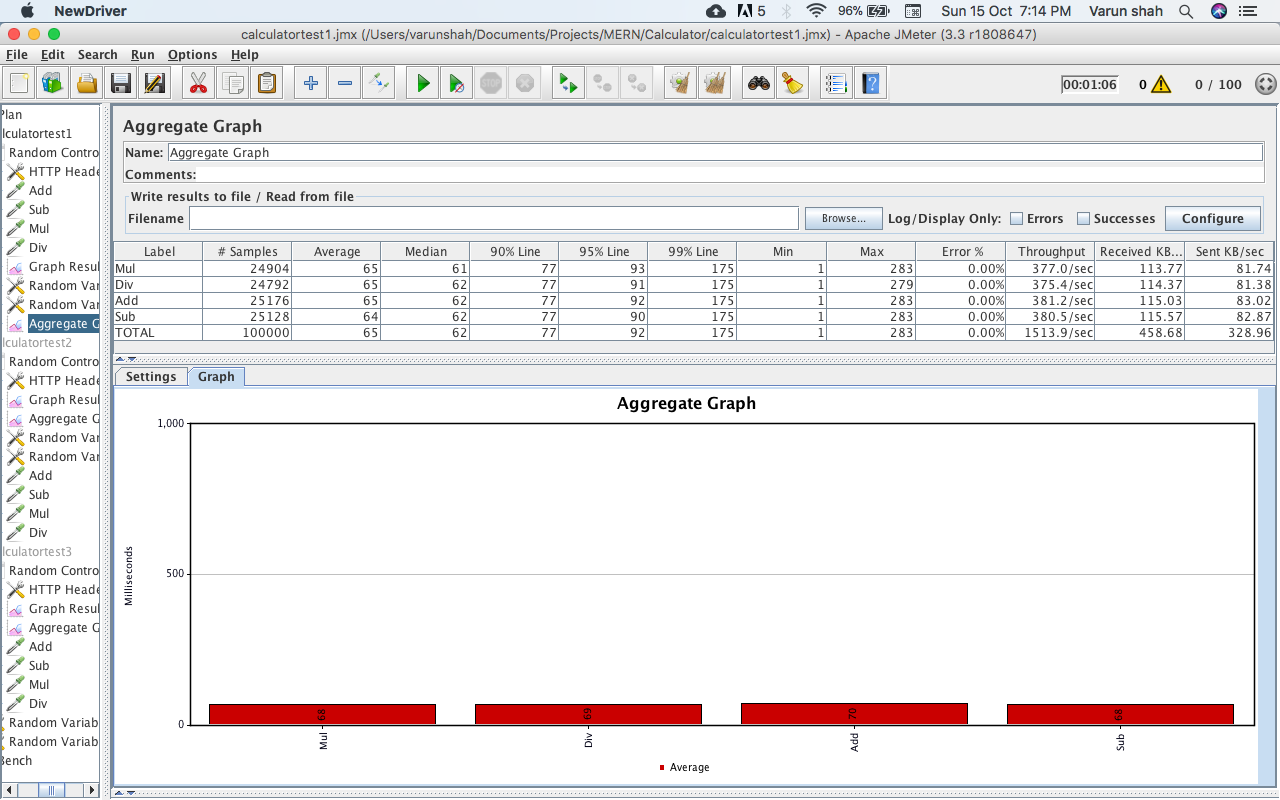 NewDriver 5 96% Sun 15 Oct 7:14 PM Varun shah
calculatortest1.jmx (/Users/varunshah/Documents/Projects/MERN/Calculator/calculatortest1.jmx) - Apache JMeter (3.3 r1808647)
File Edit Search Run Options Help
00:01:06 0 0 / 100
Plan
lculatortest1
Random Contro
HTTP Heade
Add
Sub
Mul
Div
Graph Resul
Random Var
Random Var
Aggregate G
lculatortest2
Random Contro
HTTP Heade
Graph Resul
Aggregate G
Random Var
Random Var
Add
Sub
Mul
Div
lculatortest3
Random Contro
HTTP Heade
Graph Resul
Aggregate G
Add
Sub
Mul
Div
Random Variab
Random Variab
Bench
Aggregate Graph
Name: Aggregate Graph
Comments:
Write results to file / Read from file
Filename Browse... Log/Display Only: Errors Successes Configure
Label # Samples Average Median 90% Line 95% Line 99% Line Min Max Error % Throughput Received KB... Sent KB/sec
Mul 24904 65 61 77 93 175 1 283 0.00% 377.0/sec 113.77 81.74
Div 24792 65 62 77 91 175 1 279 0.00% 375.4/sec 114.37 81.38
Add 25176 65 62 77 92 175 1 283 0.00% 381.2/sec 115.03 83.02
Sub 25128 64 62 77 90 175 1 283 0.00% 380.5/sec 115.57 82.87
TOTAL 100000 65 62 77 92 175 1 283 0.00% 1513.9/sec 458.68 328.96
Settings Graph
Aggregate Graph
1,000
500
0
Milliseconds
68 69 70 68
Mul Div Add Sub
Average